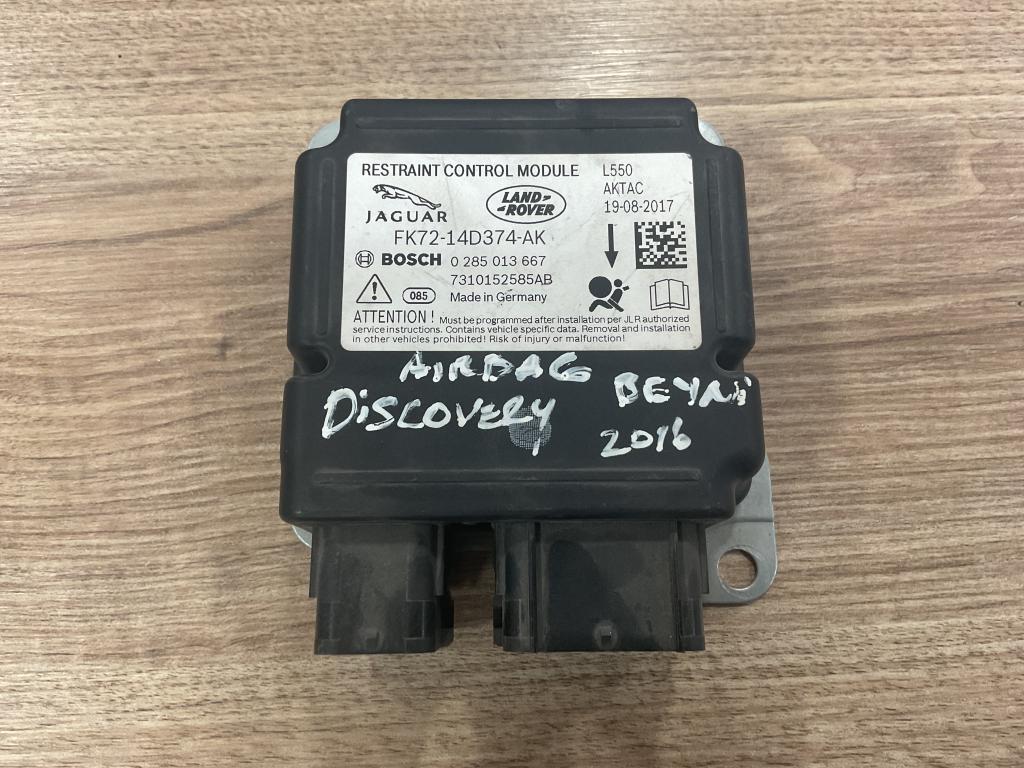 RESTRAINT CONTROL MODULE
L550
AKTAC
19-08-2017
JAGUAR
LAND ROVER
FK72-14D374-AK
BOSCH 0 285 013 667
7310152585AB
085 Made in Germany
ATTENTION! Must be programmed after installation per JLR authorized
service instructions. Contains vehicle specific data. Removal and installation
in other vehicles prohibited! Risk of injury or malfunction!
AIRBAG BEYNi
DiSCOVERY 2016